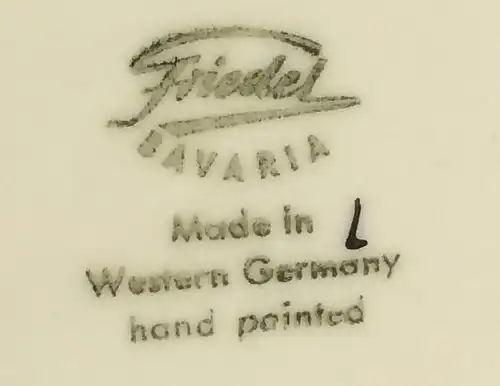 Friedel
BAVARIA
Made in L
Western Germany
hand painted